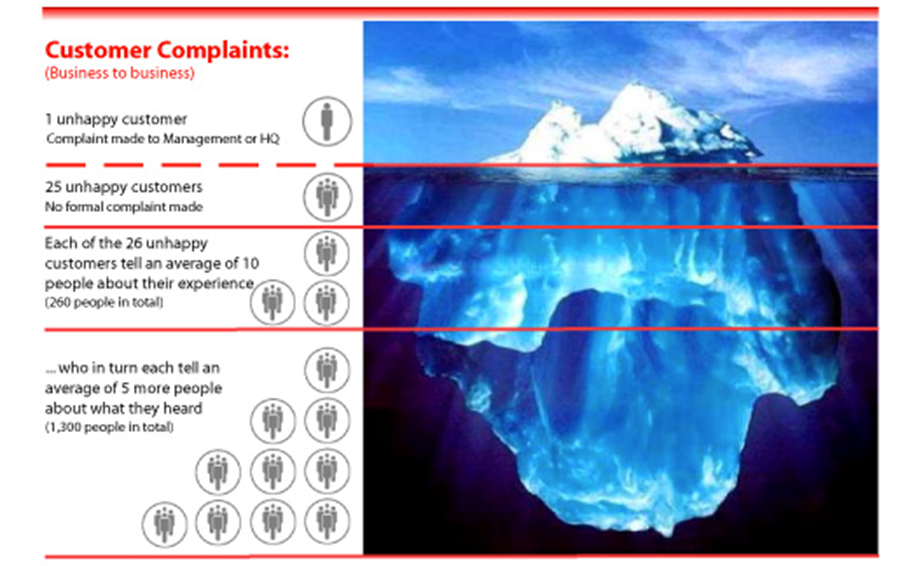 Customer Complaints:
(Business to business)
1 unhappy customer
Complaint made to Management or HQ
25 unhappy customers
No formal complaint made
Each of the 26 unhappy
customers tell an average of 10
people about their experience
(260 people in total)
... who in turn each tell an
average of 5 more people
about what they heard
(1,300 people in total)